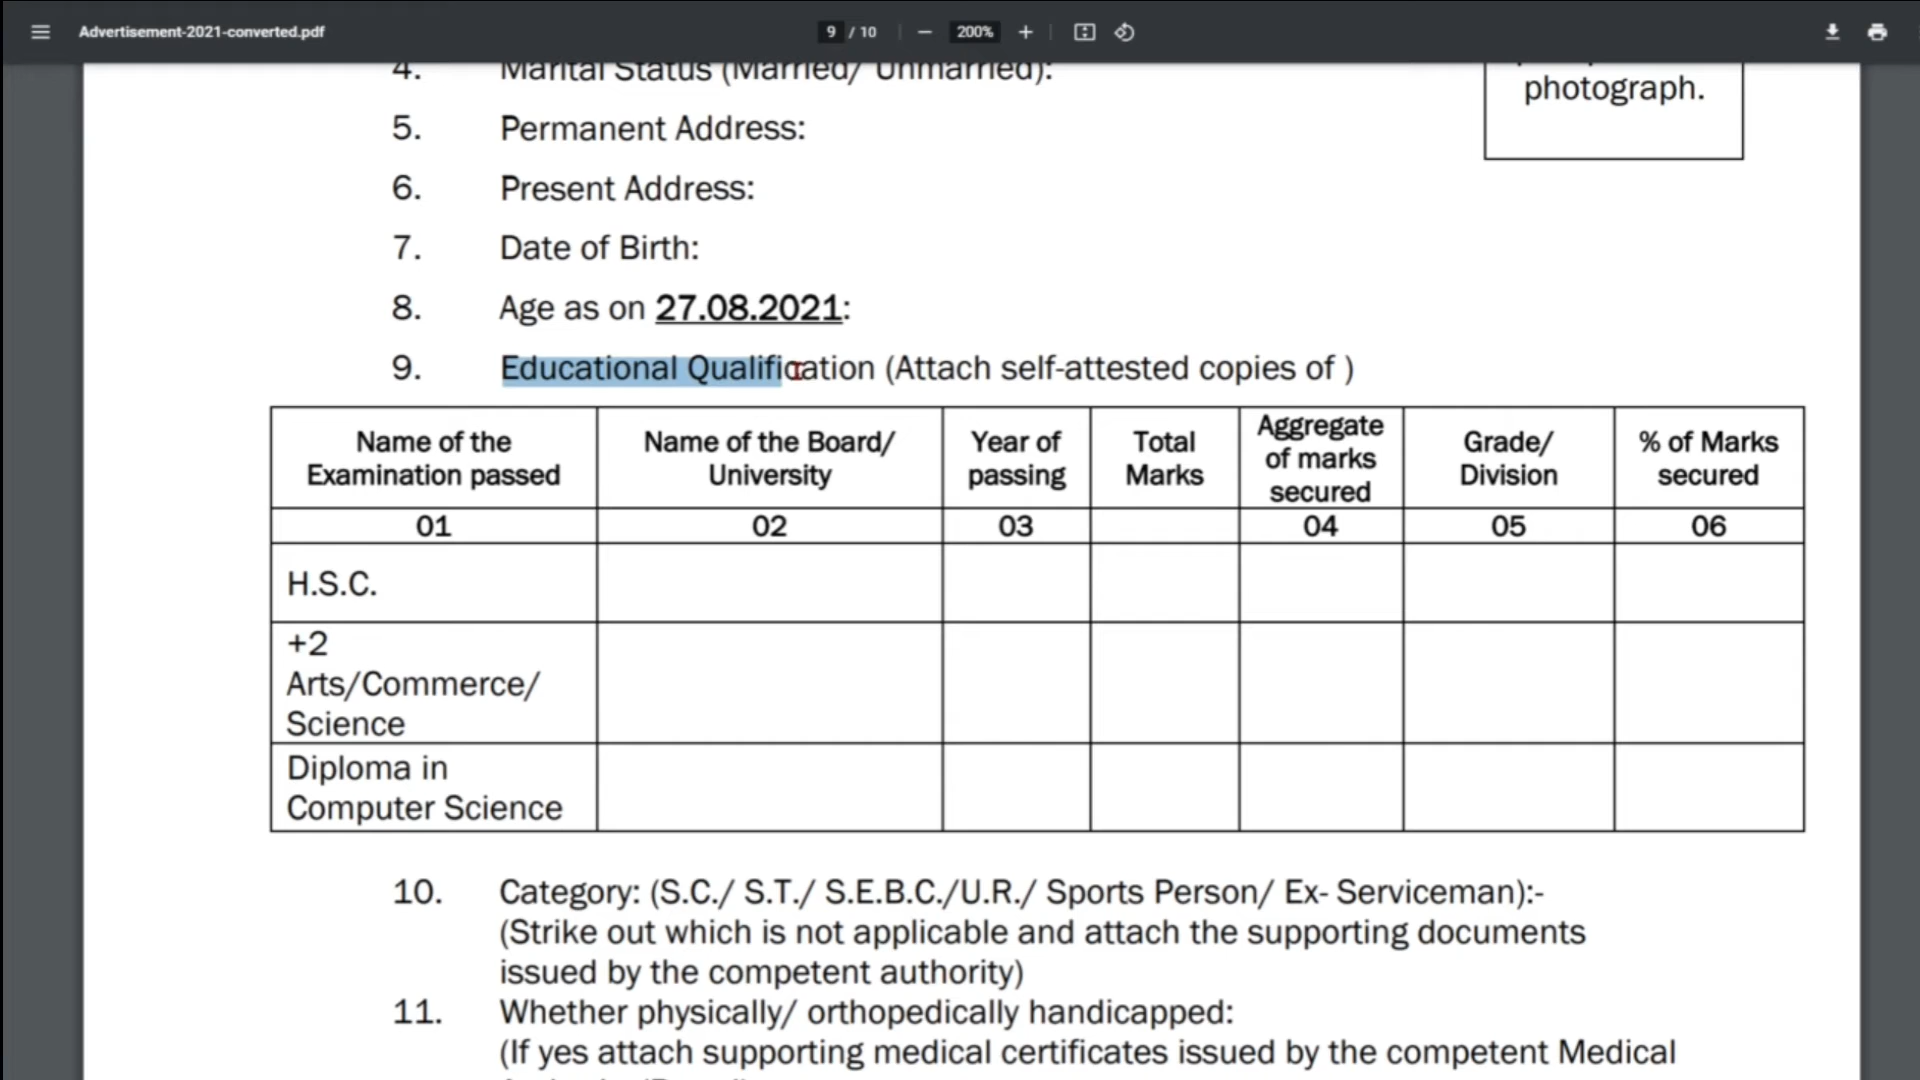 Advertisement-2021-converted.pdf
9 / 10
200%
4. Marital Status (Married/ Unmarried):
photograph.
5. Permanent Address:
6. Present Address:
7. Date of Birth:
8. Age as on 27.08.2021:
9. Educational Qualification (Attach self-attested copies of )
Name of the Examination passed
Name of the Board/ University
Year of passing
Total Marks
Aggregate of marks secured
Grade/ Division
% of Marks secured
01 02 03 04 05 06
H.S.C.
+2
Arts/Commerce/
Science
Diploma in
Computer Science
10. Category: (S.C./ S.T./ S.E.B.C./U.R./ Sports Person/ Ex- Serviceman):-
(Strike out which is not applicable and attach the supporting documents
issued by the competent authority)
11. Whether physically/ orthopedically handicapped:
(If yes attach supporting medical certificates issued by the competent Medical